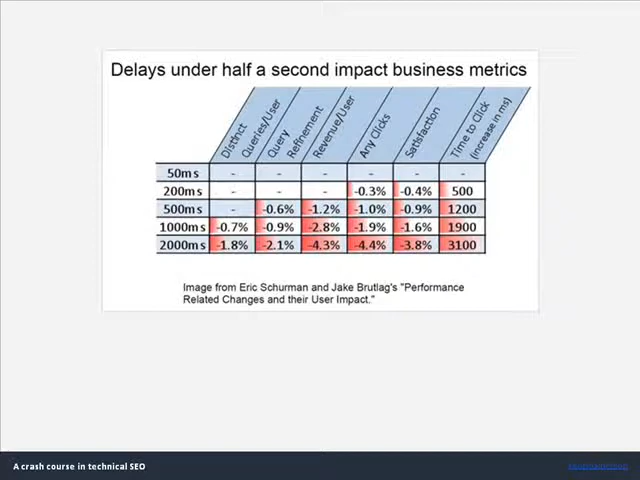 Delays under half a second impact business metrics
Distinct Queries/User
Query Refinement
Revenue/User
Any Clicks
Satisfaction
Time to Click (increase in ms)
50ms - - - - - -
200ms - - - -0.3% -0.4% 500
500ms - -0.6% -1.2% -1.0% -0.9% 1200
1000ms -0.7% -0.9% -2.8% -1.9% -1.6% 1900
2000ms -1.8% -2.1% -4.3% -4.4% -3.8% 3100
Image from Eric Schurman and Jake Brutlag's "Performance
Related Changes and their User Impact."
A crash course in technical SEO